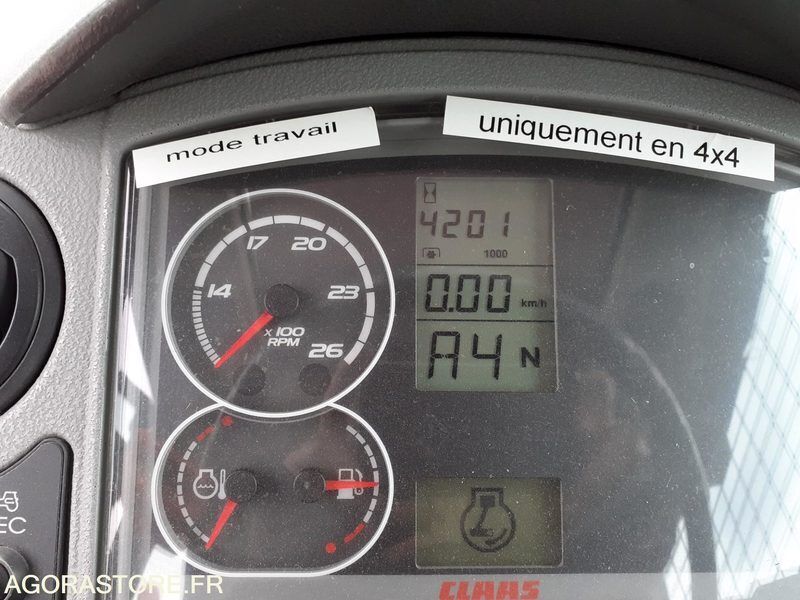 mode travail
uniquement en 4x4
4201
1000
0.00 km/h
A4 N
17 20
14 23
26
x 100
RPM
EC
CLAAS
AGORASTORE.FR